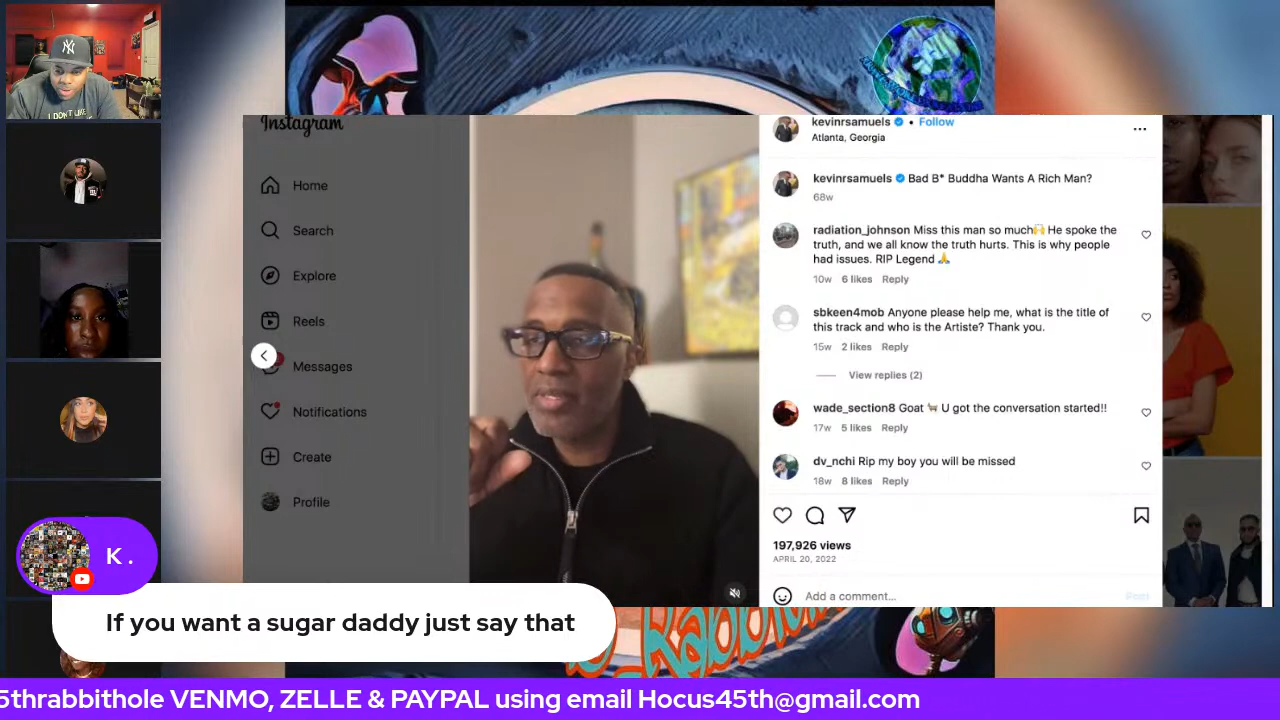 Instagram
Home
Search
Explore
Reels
Messages
Notifications
Create
Profile
kevinrsamuels • Follow
Atlanta, Georgia
kevinrsamuels Bad B* Buddha Wants A Rich Man?
68w
radiation_johnson Miss this man so much🙌 He spoke the
truth, and we all know the truth hurts. This is why people
had issues. RIP Legend 🙏
10w 6 likes Reply
sbkeen4mob Anyone please help me, what is the title of
this track and who is the Artiste? Thank you.
15w 2 likes Reply
View replies (2)
wade_section8 Goat 🐐 U got the conversation started!!
17w 5 likes Reply
dv_nchi Rip my boy you will be missed
18w 8 likes Reply
197,926 views
APRIL 20, 2022
Add a comment...
Post
K .
If you want a sugar daddy just say that
5thrabbithole VENMO, ZELLE & PAYPAL using email Hocus45th@gmail.com